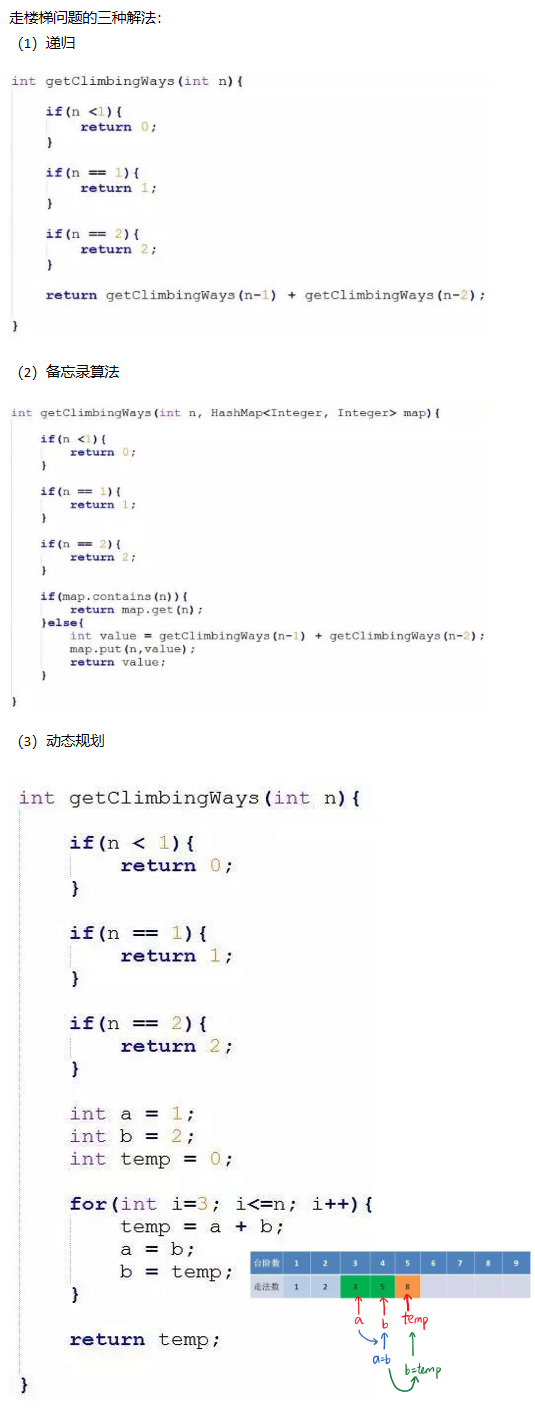 走楼梯问题的三种解法：
（1）递归
int getClimbingWays(int n){
if(n <1){
return 0;
}
if(n == 1){
return 1;
}
if(n == 2){
return 2;
}
return getClimbingWays(n-1) + getClimbingWays(n-2);
}
（2）备忘录算法
int getClimbingWays(int n, HashMap<Integer, Integer> map){
if(n <1){
return 0;
}
if(n == 1){
return 1;
}
if(n == 2){
return 2;
}
if(map.contains(n)){
return map.get(n);
}else{
int value = getClimbingWays(n-1) + getClimbingWays(n-2);
map.put(n,value);
return value;
}
}
（3）动态规划
int getClimbingWays(int n){
if(n < 1){
return 0;
}
if(n == 1){
return 1;
}
if(n == 2){
return 2;
}
int a = 1;
int b = 2;
int temp = 0;
for(int i=3; i<=n; i++){
temp = a + b;
a = b;
b = temp;
}
return temp;
}
台阶数 1 2 3 4 5 6 7 8 9
走法数 1 2 3 5 8
a b temp
a=b
b=temp